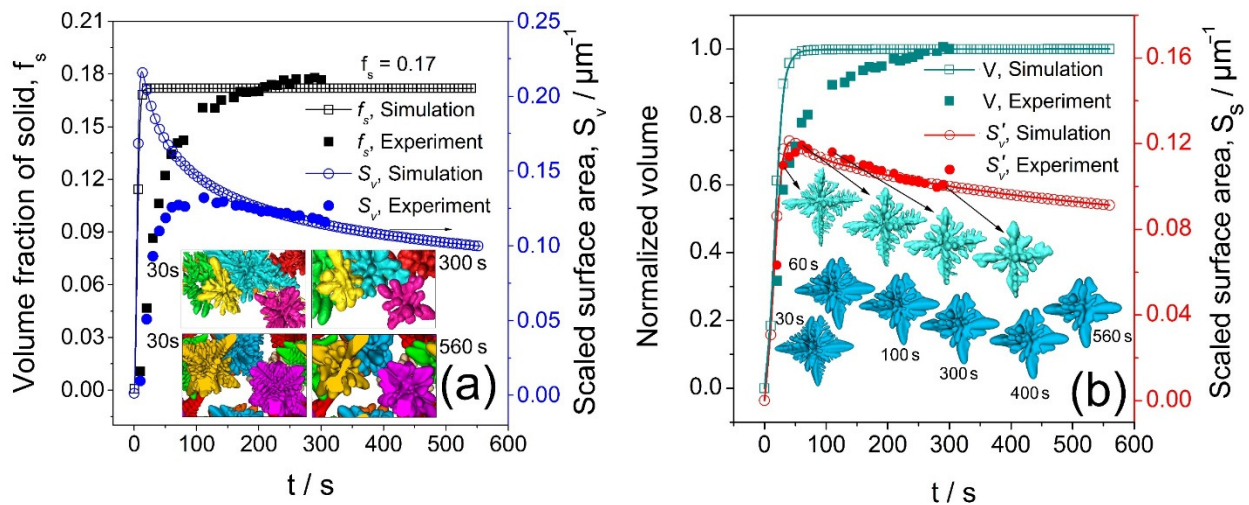 Volume fraction of solid, f_s
0.21
0.18
0.15
0.12
0.09
0.06
0.03
0.00
f_s = 0.17
f_s, Simulation
f_s, Experiment
S_v, Simulation
S_v, Experiment
30s
300 s
30s
560 s
(a)
0 100 200 300 400 500 600
t / s
0.25
0.20
0.15
0.10
0.05
0.00
Scaled surface area, S_v / µm⁻¹
Normalized volume
1.0
0.8
0.6
0.4
0.2
0.0
V, Simulation
V, Experiment
S'_v, Simulation
S'_v, Experiment
60 s
30 s
100 s
300 s
400 s
560 s
(b)
0 100 200 300 400 500 600
t / s
0.16
0.12
0.08
0.04
0.00
Scaled surface area, S_S / µm⁻¹